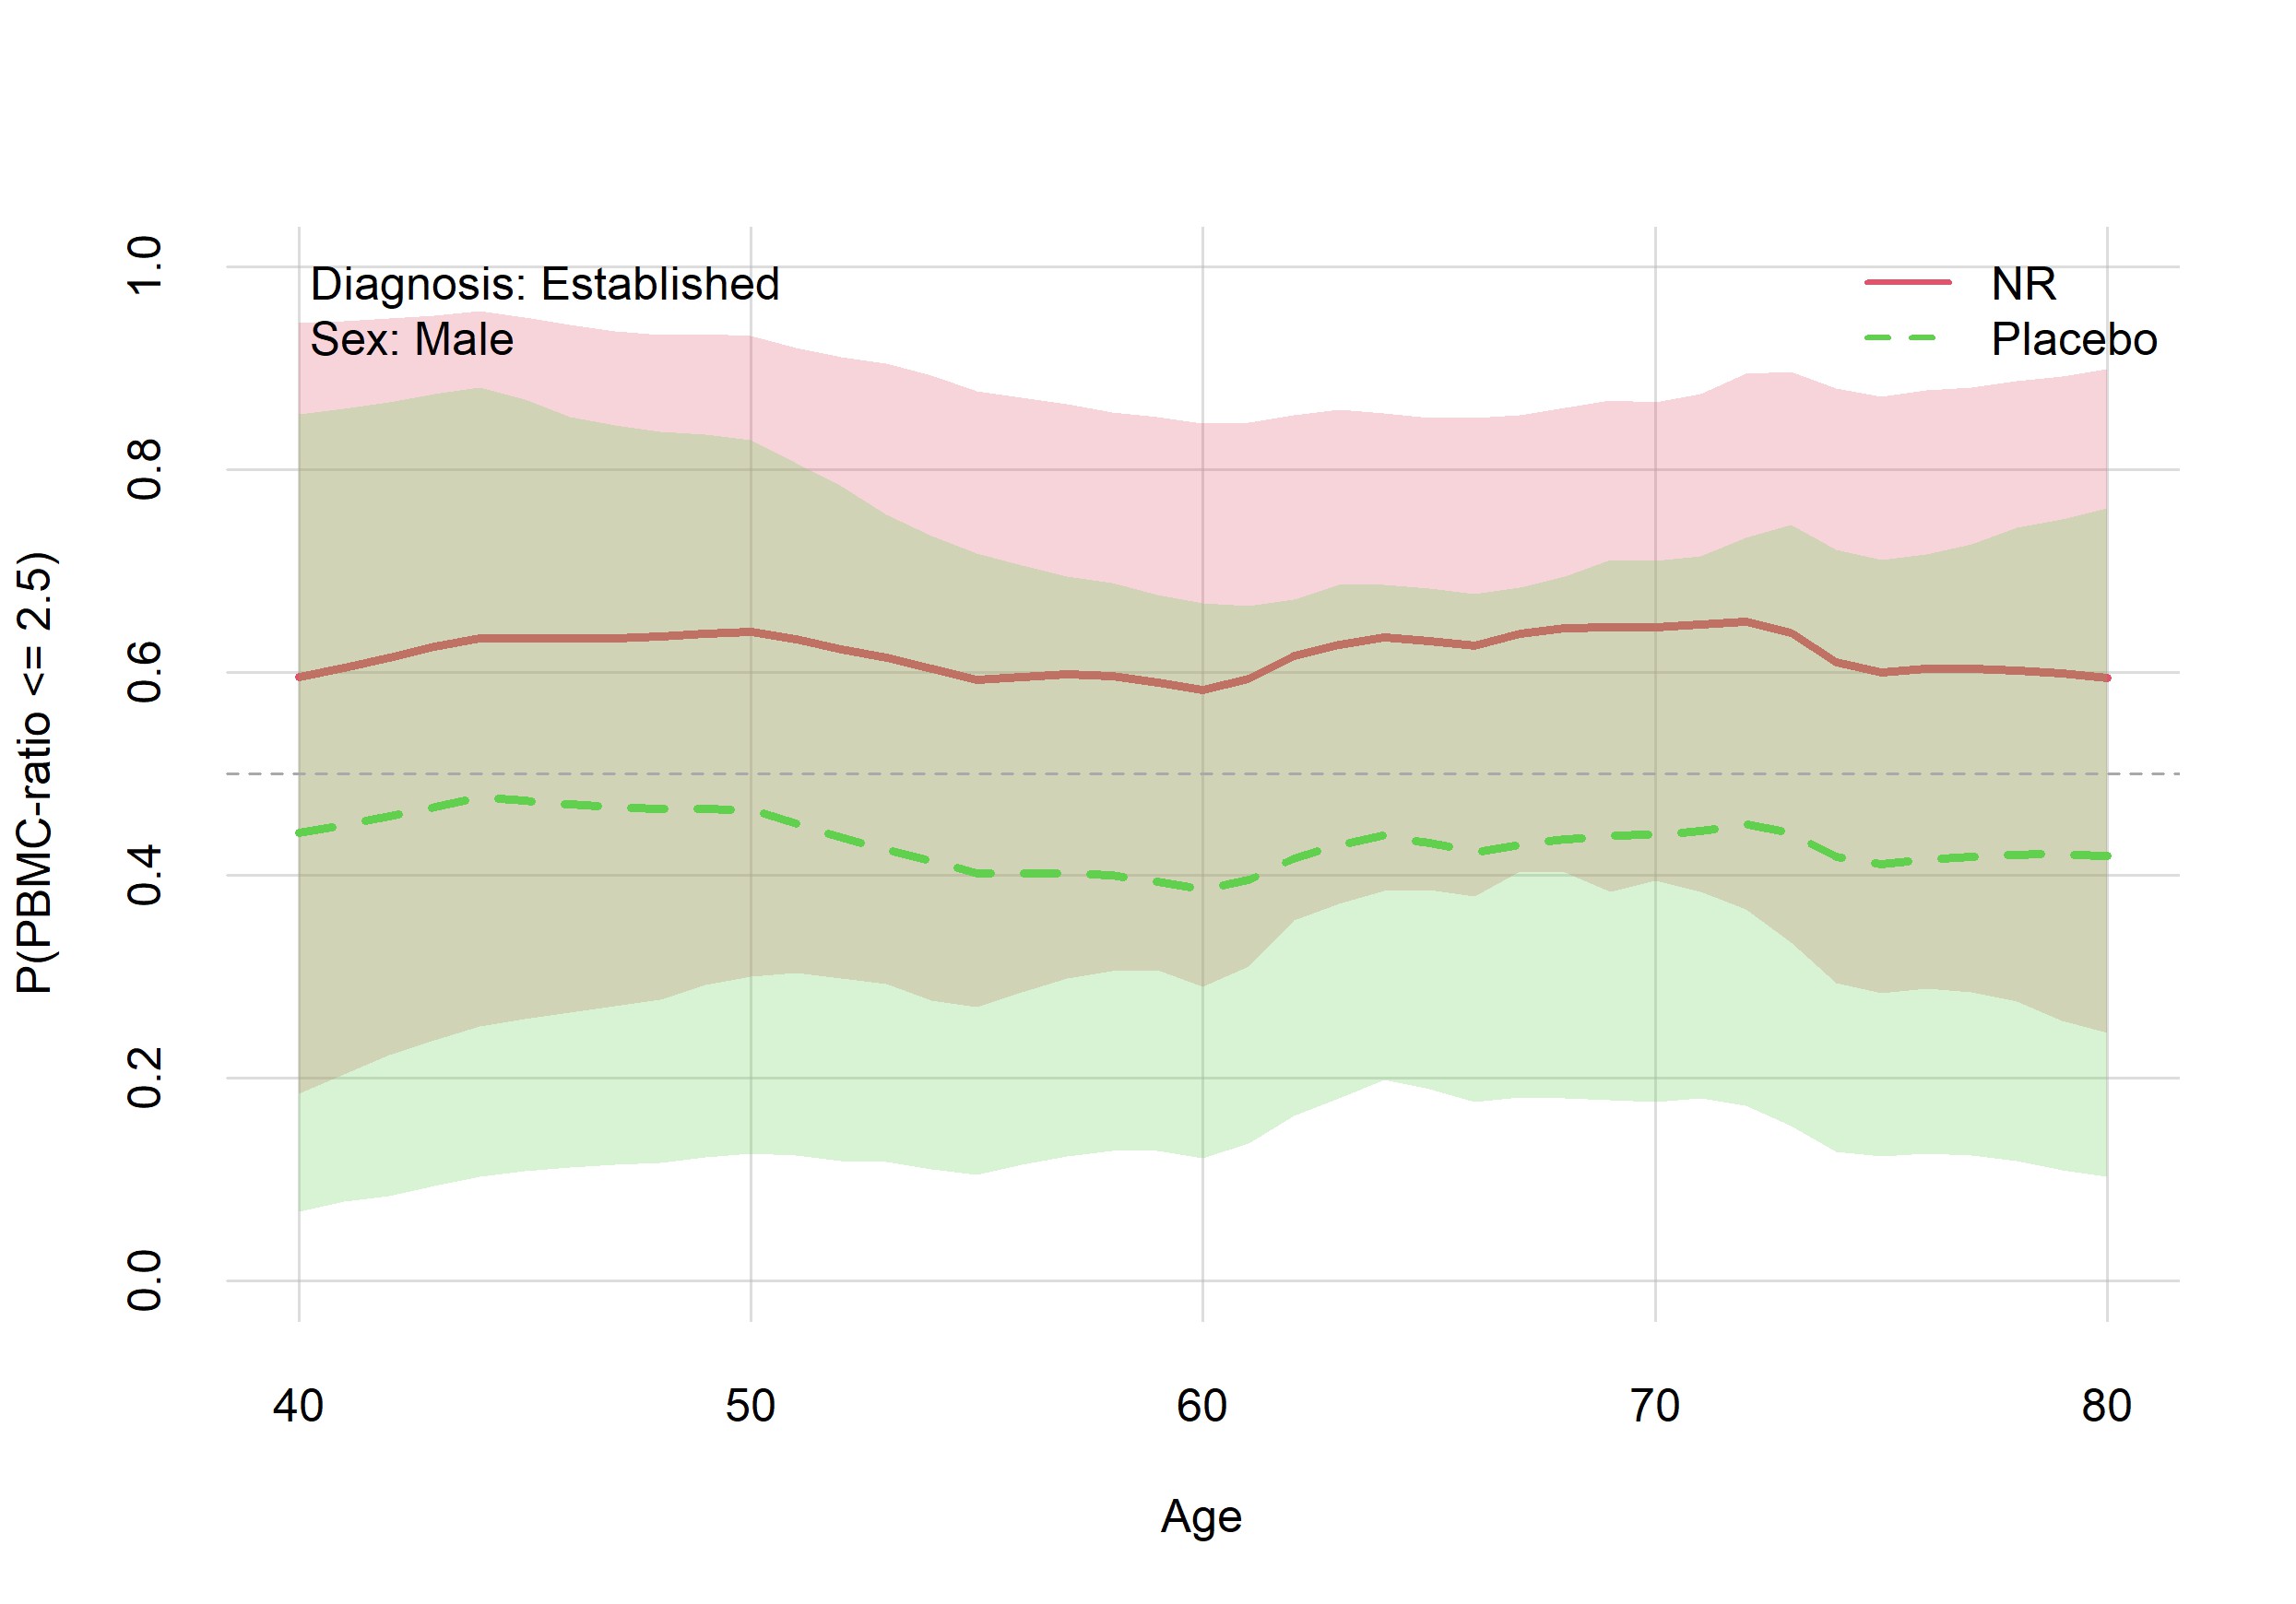 Diagnosis: Established
Sex: Male
NR
Placebo
P(PBMC-ratio <= 2.5)
1.0
0.8
0.6
0.4
0.2
0.0
40 50 60 70 80
Age